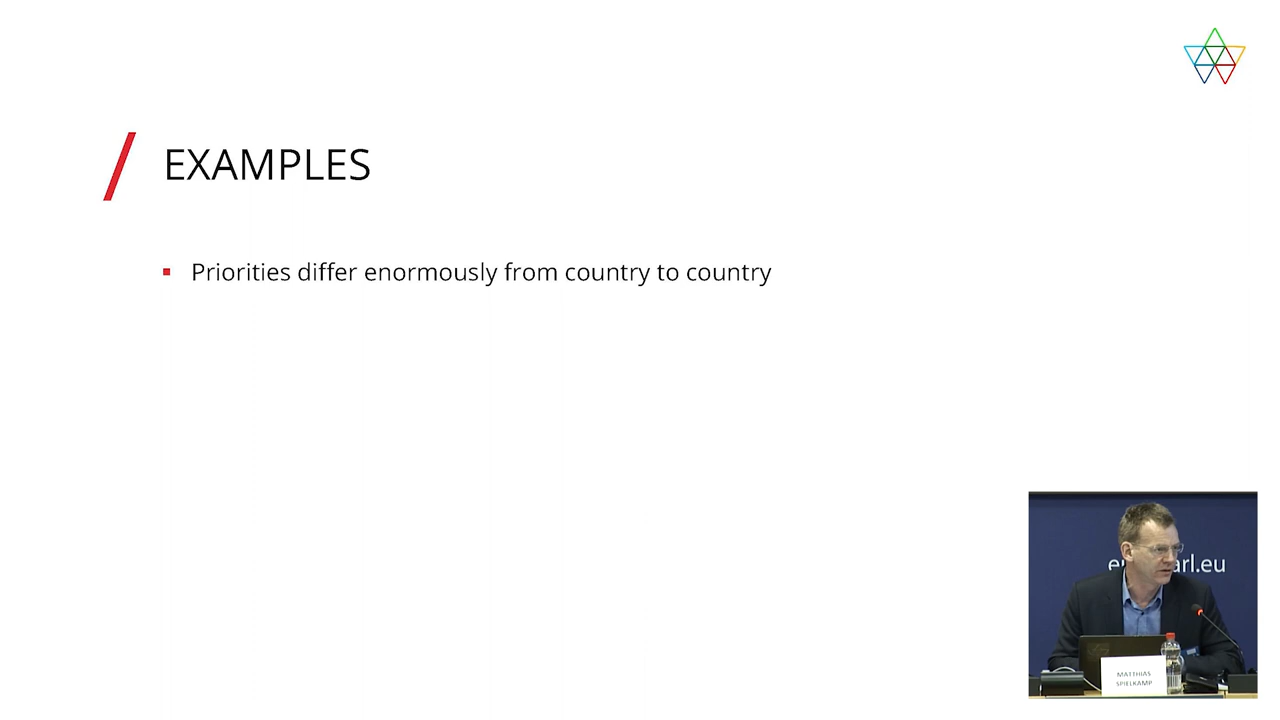 EXAMPLES
Priorities differ enormously from country to country
MATTHIAS
SPIELKAMP